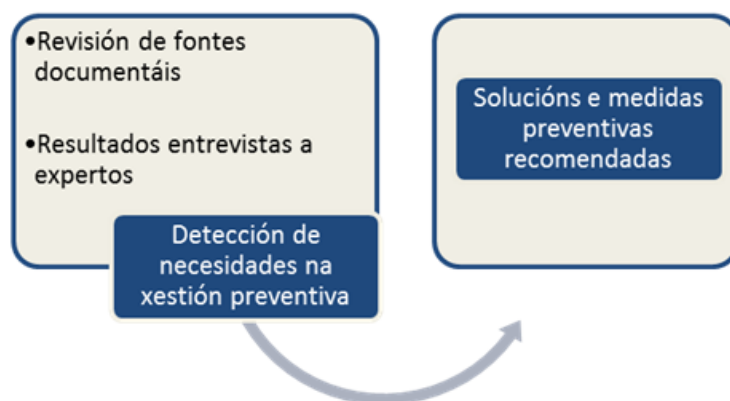 •Revisión de fontes
documentáis
•Resultados entrevistas a
expertos
Detección de
necesidades na
xestión preventiva
Solucións e medidas
preventivas
recomendadas